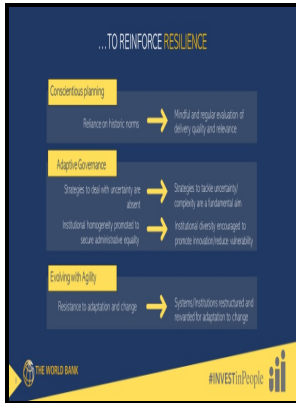 ...TO REINFORCE RESILIENCE
Conscientious planning
Reliance on historic norms
Mindful and regular evaluation of
delivery quality and relevance
Adaptive Governance
Strategies to deal with uncertainty are
absent
Strategies to tackle uncertainty/
complexity are a fundamental aim
Institutional homogeneity promoted to
secure administrative equality
Institutional diversity encouraged to
promote innovation/reduce vulnerability
Evolving with Agility
Resistance to adaptation and change
Systems/Institutions restructured and
rewarded for adaptation to change
THE WORLD BANK
#INVESTinPeople